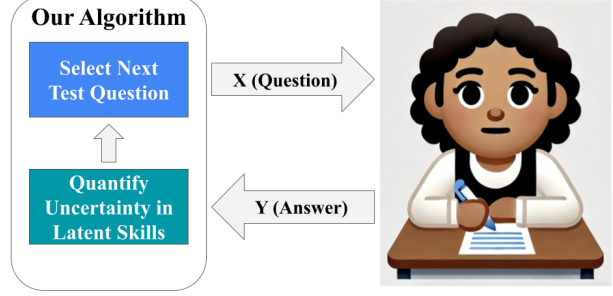 Our Algorithm
Select Next
Test Question
X (Question)
Quantify
Uncertainty in
Latent Skills
Y (Answer)